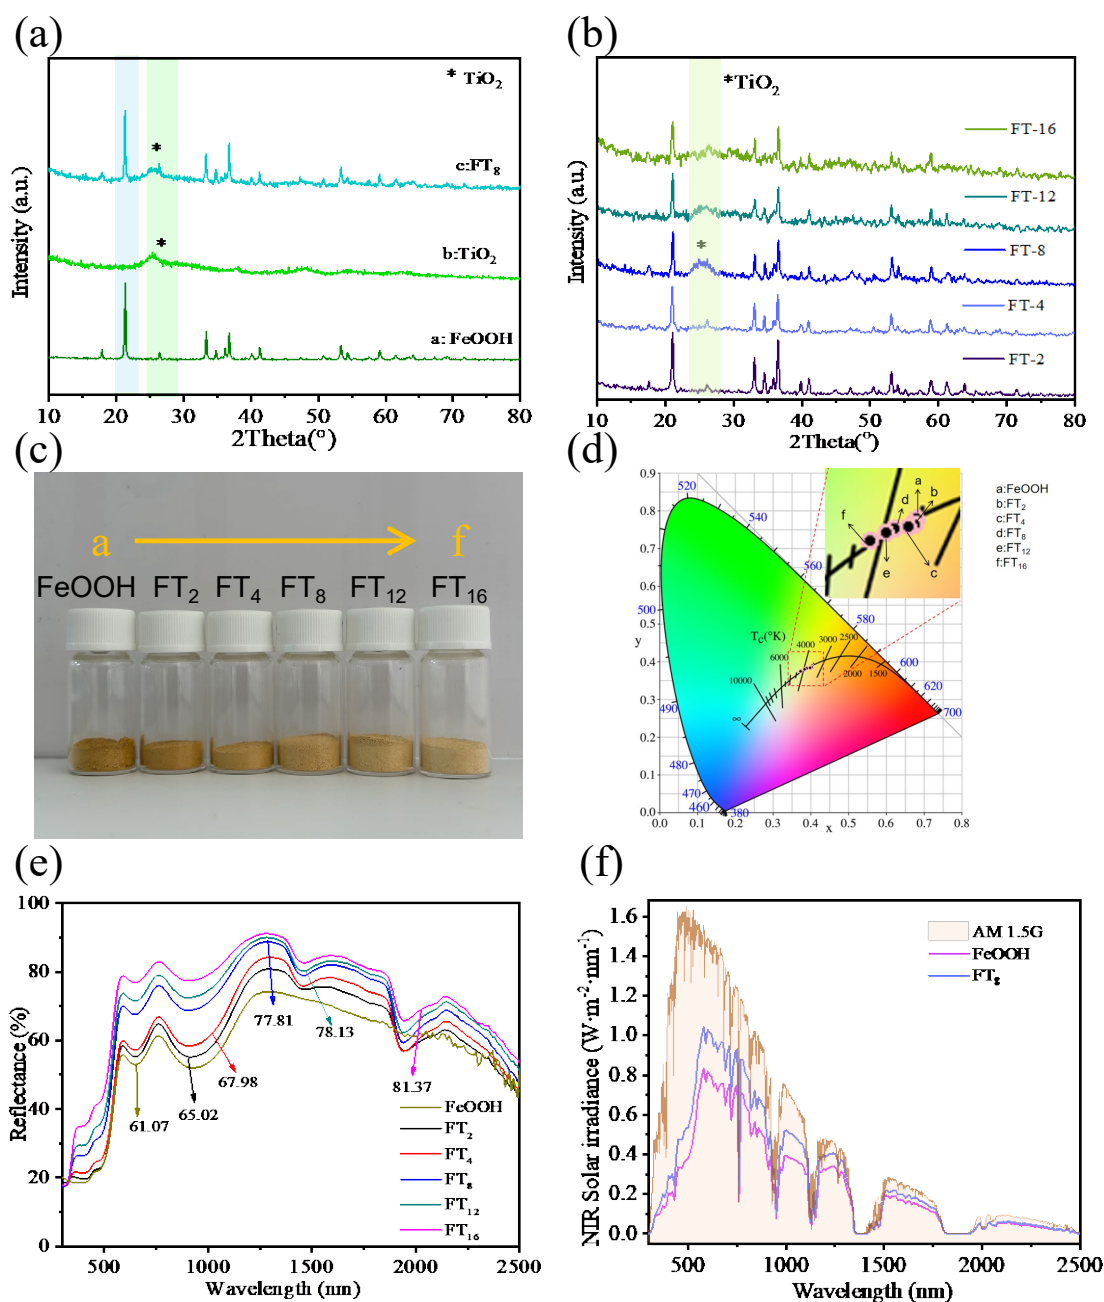 (a)
* TiO2
*
c:FT8
*
b:TiO2
a: FeOOH
Intensity (a.u.)
10 20 30 40 50 60 70 80
2Theta(°)
(b)
*TiO2
FT-16
FT-12
*
FT-8
FT-4
FT-2
Intensity (a.u.)
10 20 30 40 50 60 70 80
2Theta(°)
(c)
a f
FeOOH FT2 FT4 FT8 FT12 FT16
(d)
0.9
0.8
0.7
0.6
0.5
0.4
0.3
0.2
0.1
0.0
y
0.0 0.1 0.2 0.3 0.4 0.5 0.6 0.7 0.8
x
520
540
560
580
600
620
700
500
490
480
470
460
380
Tc(°K)
∞
10000
6000
4000
3000
2500
2000
1500
a
b
c
d
e
f
a:FeOOH
b:FT2
c:FT4
d:FT8
e:FT12
f:FT16
(e)
Reflectance (%)
100
80
60
40
20
0
61.07
65.02
67.98
77.81
78.13
81.37
FeOOH
FT2
FT4
FT8
FT12
FT16
500 1000 1500 2000 2500
Wavelength (nm)
(f)
NIR Solar irradiance (W·m-2·nm-1)
1.6
1.4
1.2
1.0
0.8
0.6
0.4
0.2
0.0
AM 1.5G
FeOOH
FT8
500 1000 1500 2000 2500
Wavelength (nm)